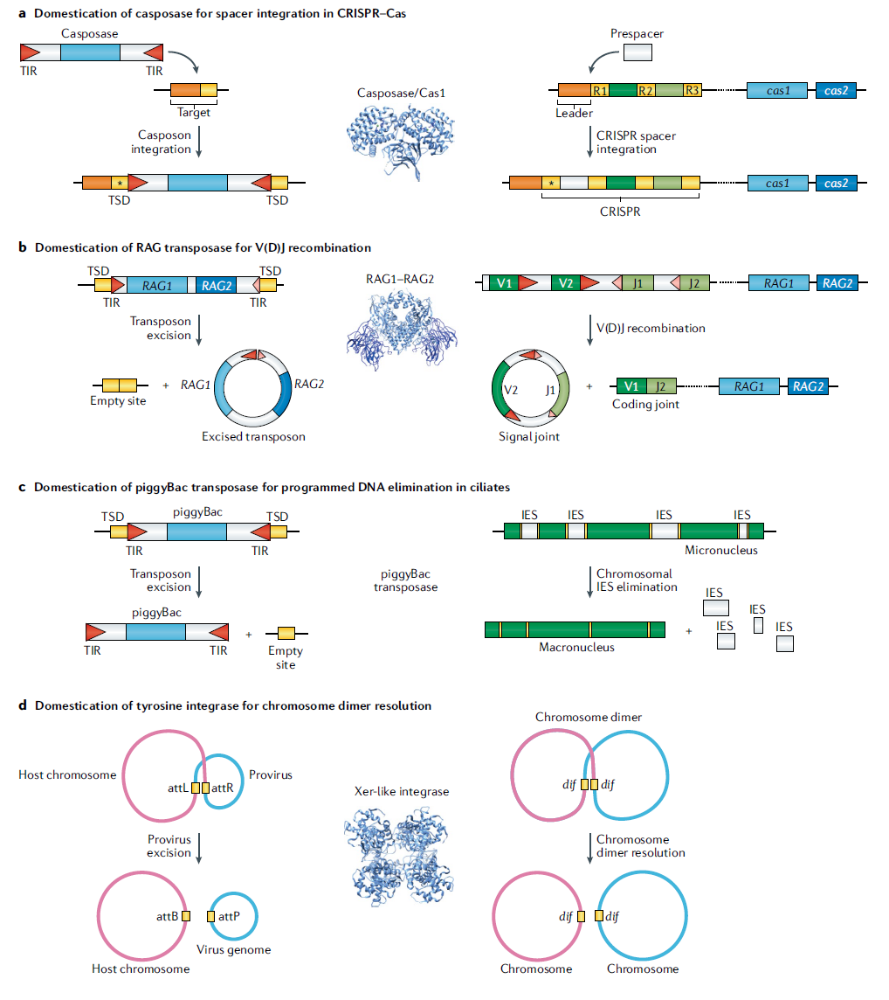 a Domestication of casposase for spacer integration in CRISPR–Cas
Casposase
TIR
TIR
Target
Casposon
integration
*
TSD
TSD
Casposase/Cas1
Prespacer
R1
R2
R3
cas1
cas2
Leader
CRISPR spacer
integration
*
cas1
cas2
CRISPR
b Domestication of RAG transposase for V(D)J recombination
TSD
TSD
RAG1
RAG2
TIR
TIR
Transposon
excision
Empty site
+
RAG1
RAG2
Excised transposon
RAG1–RAG2
V1
V2
J1
J2
RAG1
RAG2
V(D)J recombination
V2
J1
Signal joint
+
V1
J2
Coding joint
RAG1
RAG2
c Domestication of piggyBac transposase for programmed DNA elimination in ciliates
TSD
piggyBac
TSD
TIR
TIR
Transposon
excision
piggyBac
TIR
TIR
+
Empty
site
piggyBac
transposase
IES
IES
IES
IES
Micronucleus
Chromosomal
IES elimination
Macronucleus
+
IES
IES
IES
IES
d Domestication of tyrosine integrase for chromosome dimer resolution
Host chromosome
Provirus
attL
attR
Provirus
excision
attB
attP
Virus genome
Host chromosome
Xer-like integrase
Chromosome dimer
dif
dif
Chromosome
dimer resolution
dif
dif
Chromosome
Chromosome